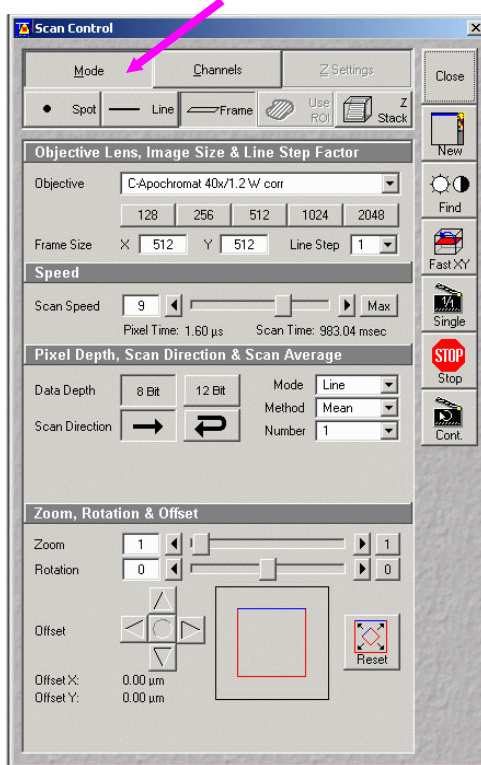 Scan Control
Mode Channels Z Settings Close
Spot Line Frame Use ROI Z Stack
New
Objective Lens, Image Size & Line Step Factor
Objective C-Apochromat 40x/1.2 W corr
Find
128 256 512 1024 2048
Frame Size X 512 Y 512 Line Step 1
Fast XY
Speed
Scan Speed 9 Max
1/1
Single
Pixel Time: 1.60 µs Scan Time: 983.04 msec
Pixel Depth, Scan Direction & Scan Average
STOP
Stop
Data Depth 8 Bit 12 Bit Mode Line
Method Mean
Scan Direction Number 1
Cont.
Zoom, Rotation & Offset
Zoom 1 1
Rotation 0 0
Offset
Reset
Offset X: 0.00 µm
Offset Y: 0.00 µm